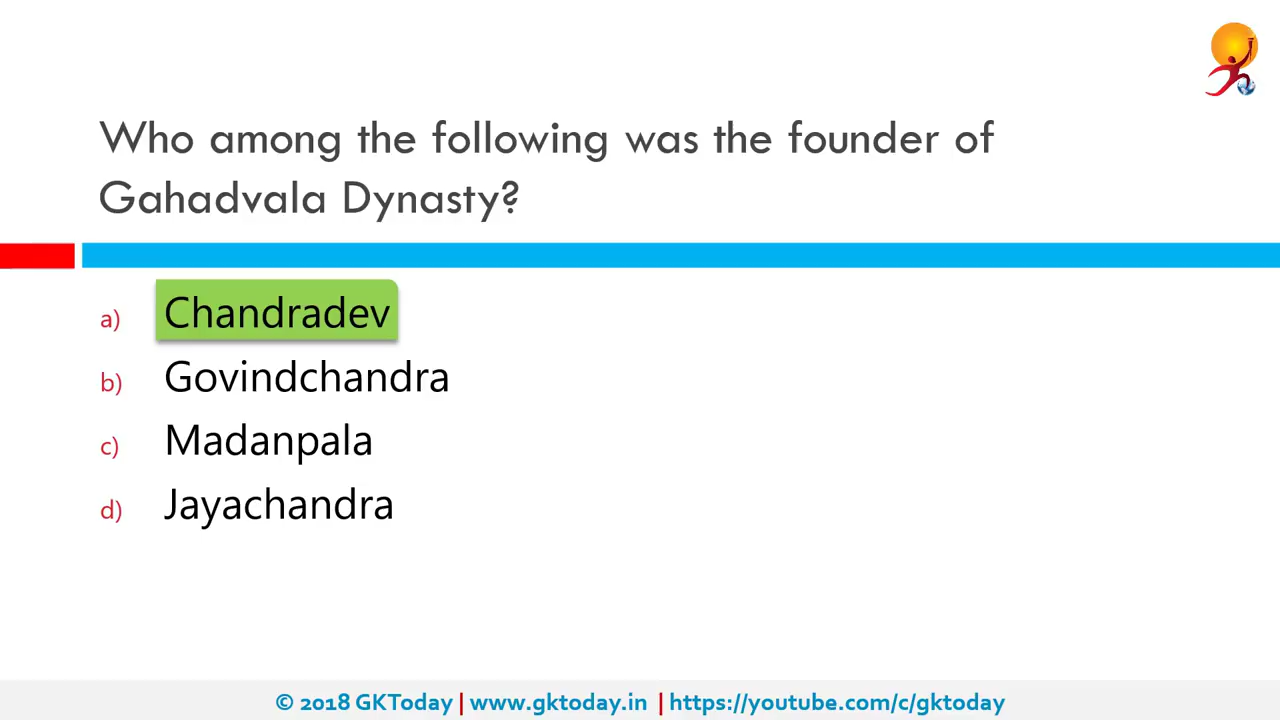 Who among the following was the founder of
Gahadvala Dynasty?
a) Chandradev
b) Govindchandra
c) Madanpala
d) Jayachandra
© 2018 GKToday | www.gktoday.in | https://youtube.com/c/gktoday